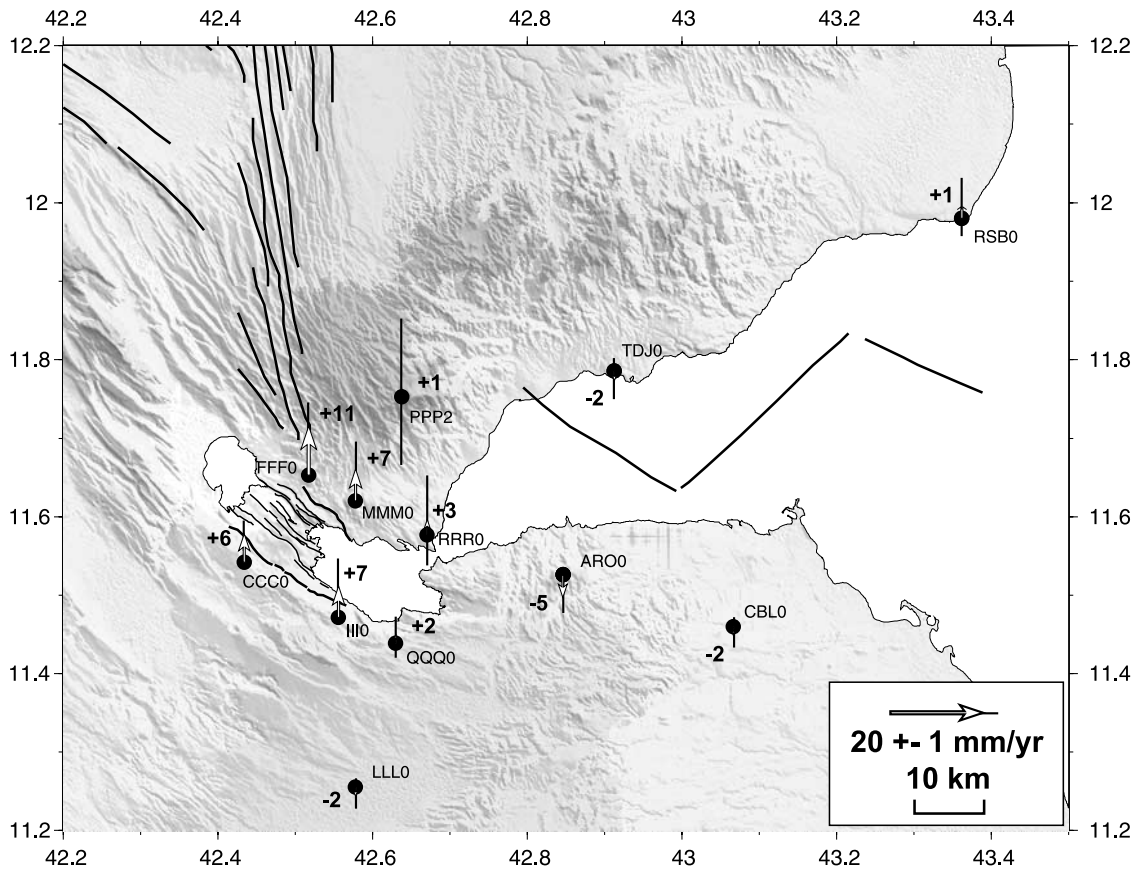 42.2 42.4 42.6 42.8 43 43.2 43.4
12.2 12.2
12 12
+1
RSB0
11.8 11.8
TDJ0
-2
+1
PPP2
+11
FFF0
+7
MMM0
11.6 11.6
+3
RRR0
+6
CCC0
+7
III0
ARO0
-5
+2
QQQ0
CBL0
-2
11.4 11.4
LLL0
-2
20 +- 1 mm/yr
10 km
11.2 11.2
42.2 42.4 42.6 42.8 43 43.2 43.4